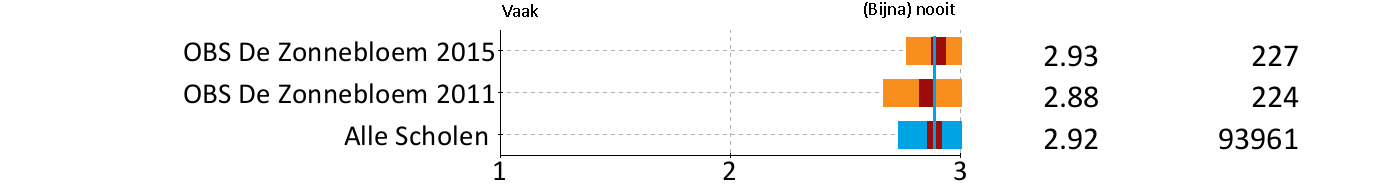 Vaak (Bijna) nooit
OBS De Zonnebloem 2015 2.93 227
OBS De Zonnebloem 2011 2.88 224
Alle Scholen 2.92 93961
1 2 3